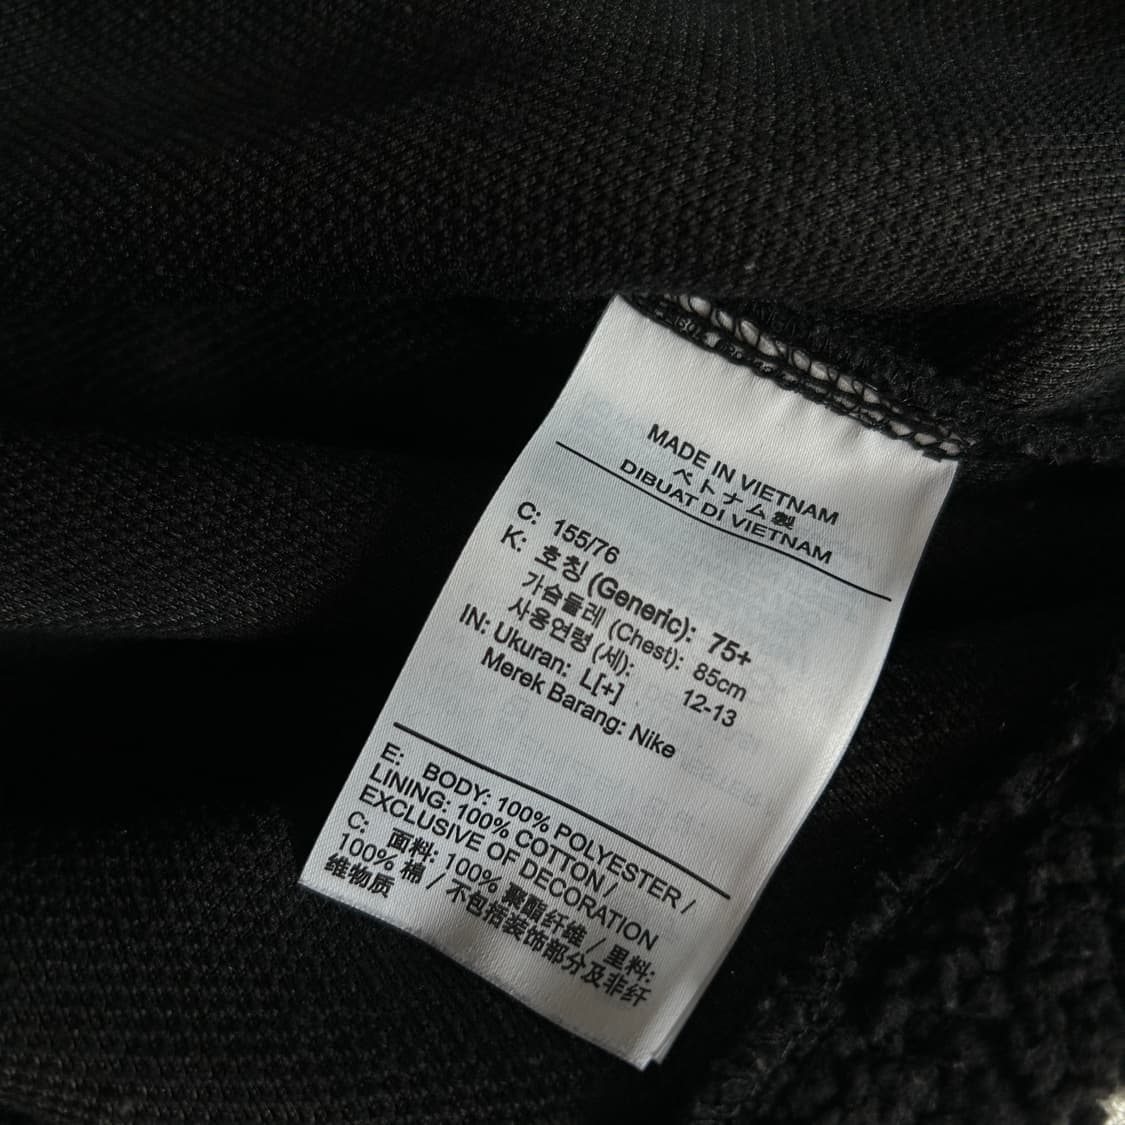 MADE IN VIETNAM
ベトナム製
DIBUAT DI VIETNAM
C: 155/76
K: 호칭 (Generic): 75+
가슴둘레 (Chest): 85cm
사용연령 (세): 12-13
IN: Ukuran: L[+]
Merek Barang: Nike
E: BODY: 100% POLYESTER /
LINING: 100% COTTON /
EXCLUSIVE OF DECORATION
C: 面料: 100% 聚酯纤维 / 里料:
100% 棉 / 不包括装饰部分及非纤
维物质